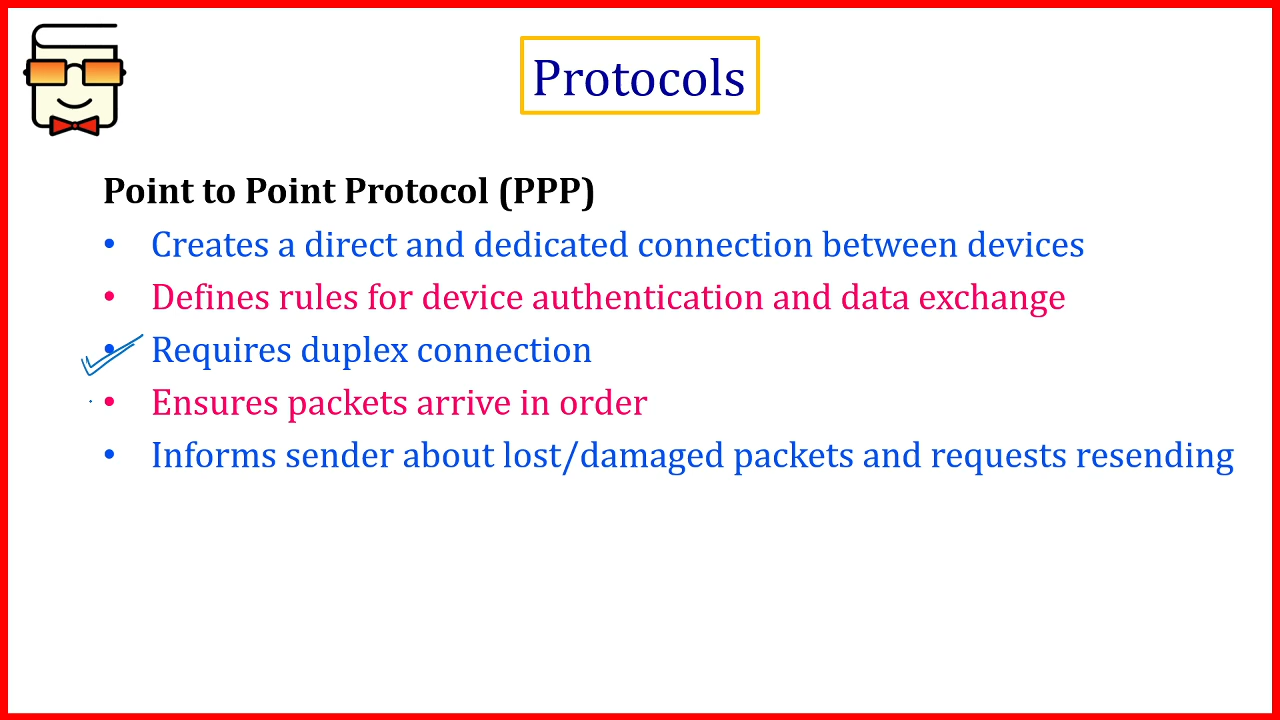 Protocols
Point to Point Protocol (PPP)
• Creates a direct and dedicated connection between devices
• Defines rules for device authentication and data exchange
• Requires duplex connection
• Ensures packets arrive in order
• Informs sender about lost/damaged packets and requests resending